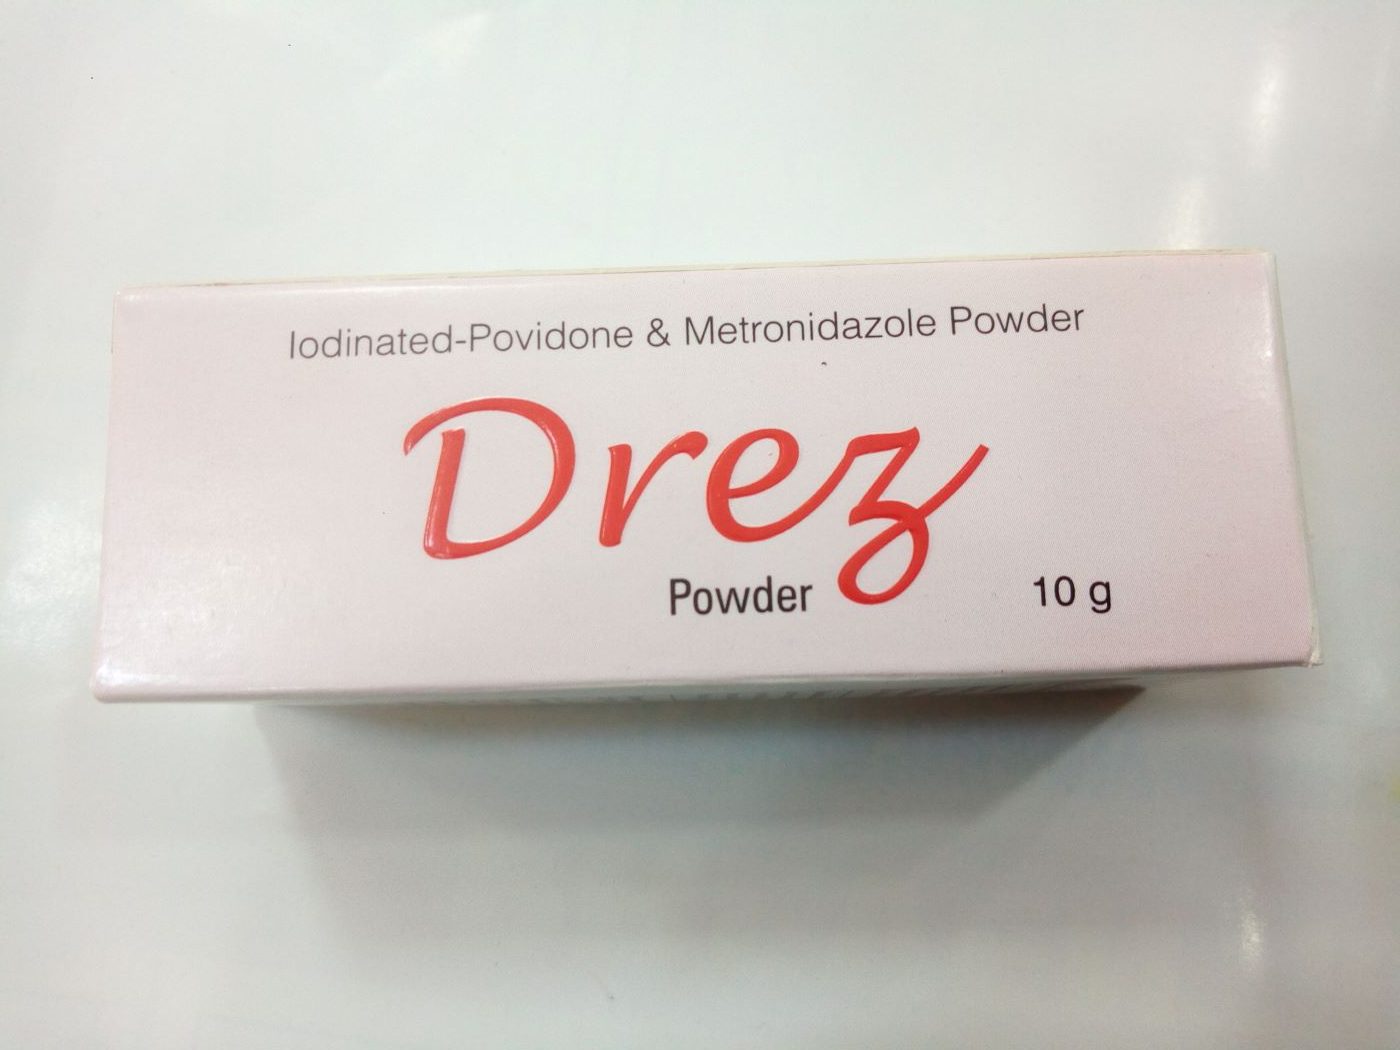 Iodinated-Povidone & Metronidazole Powder
Drez
Powder
10 g